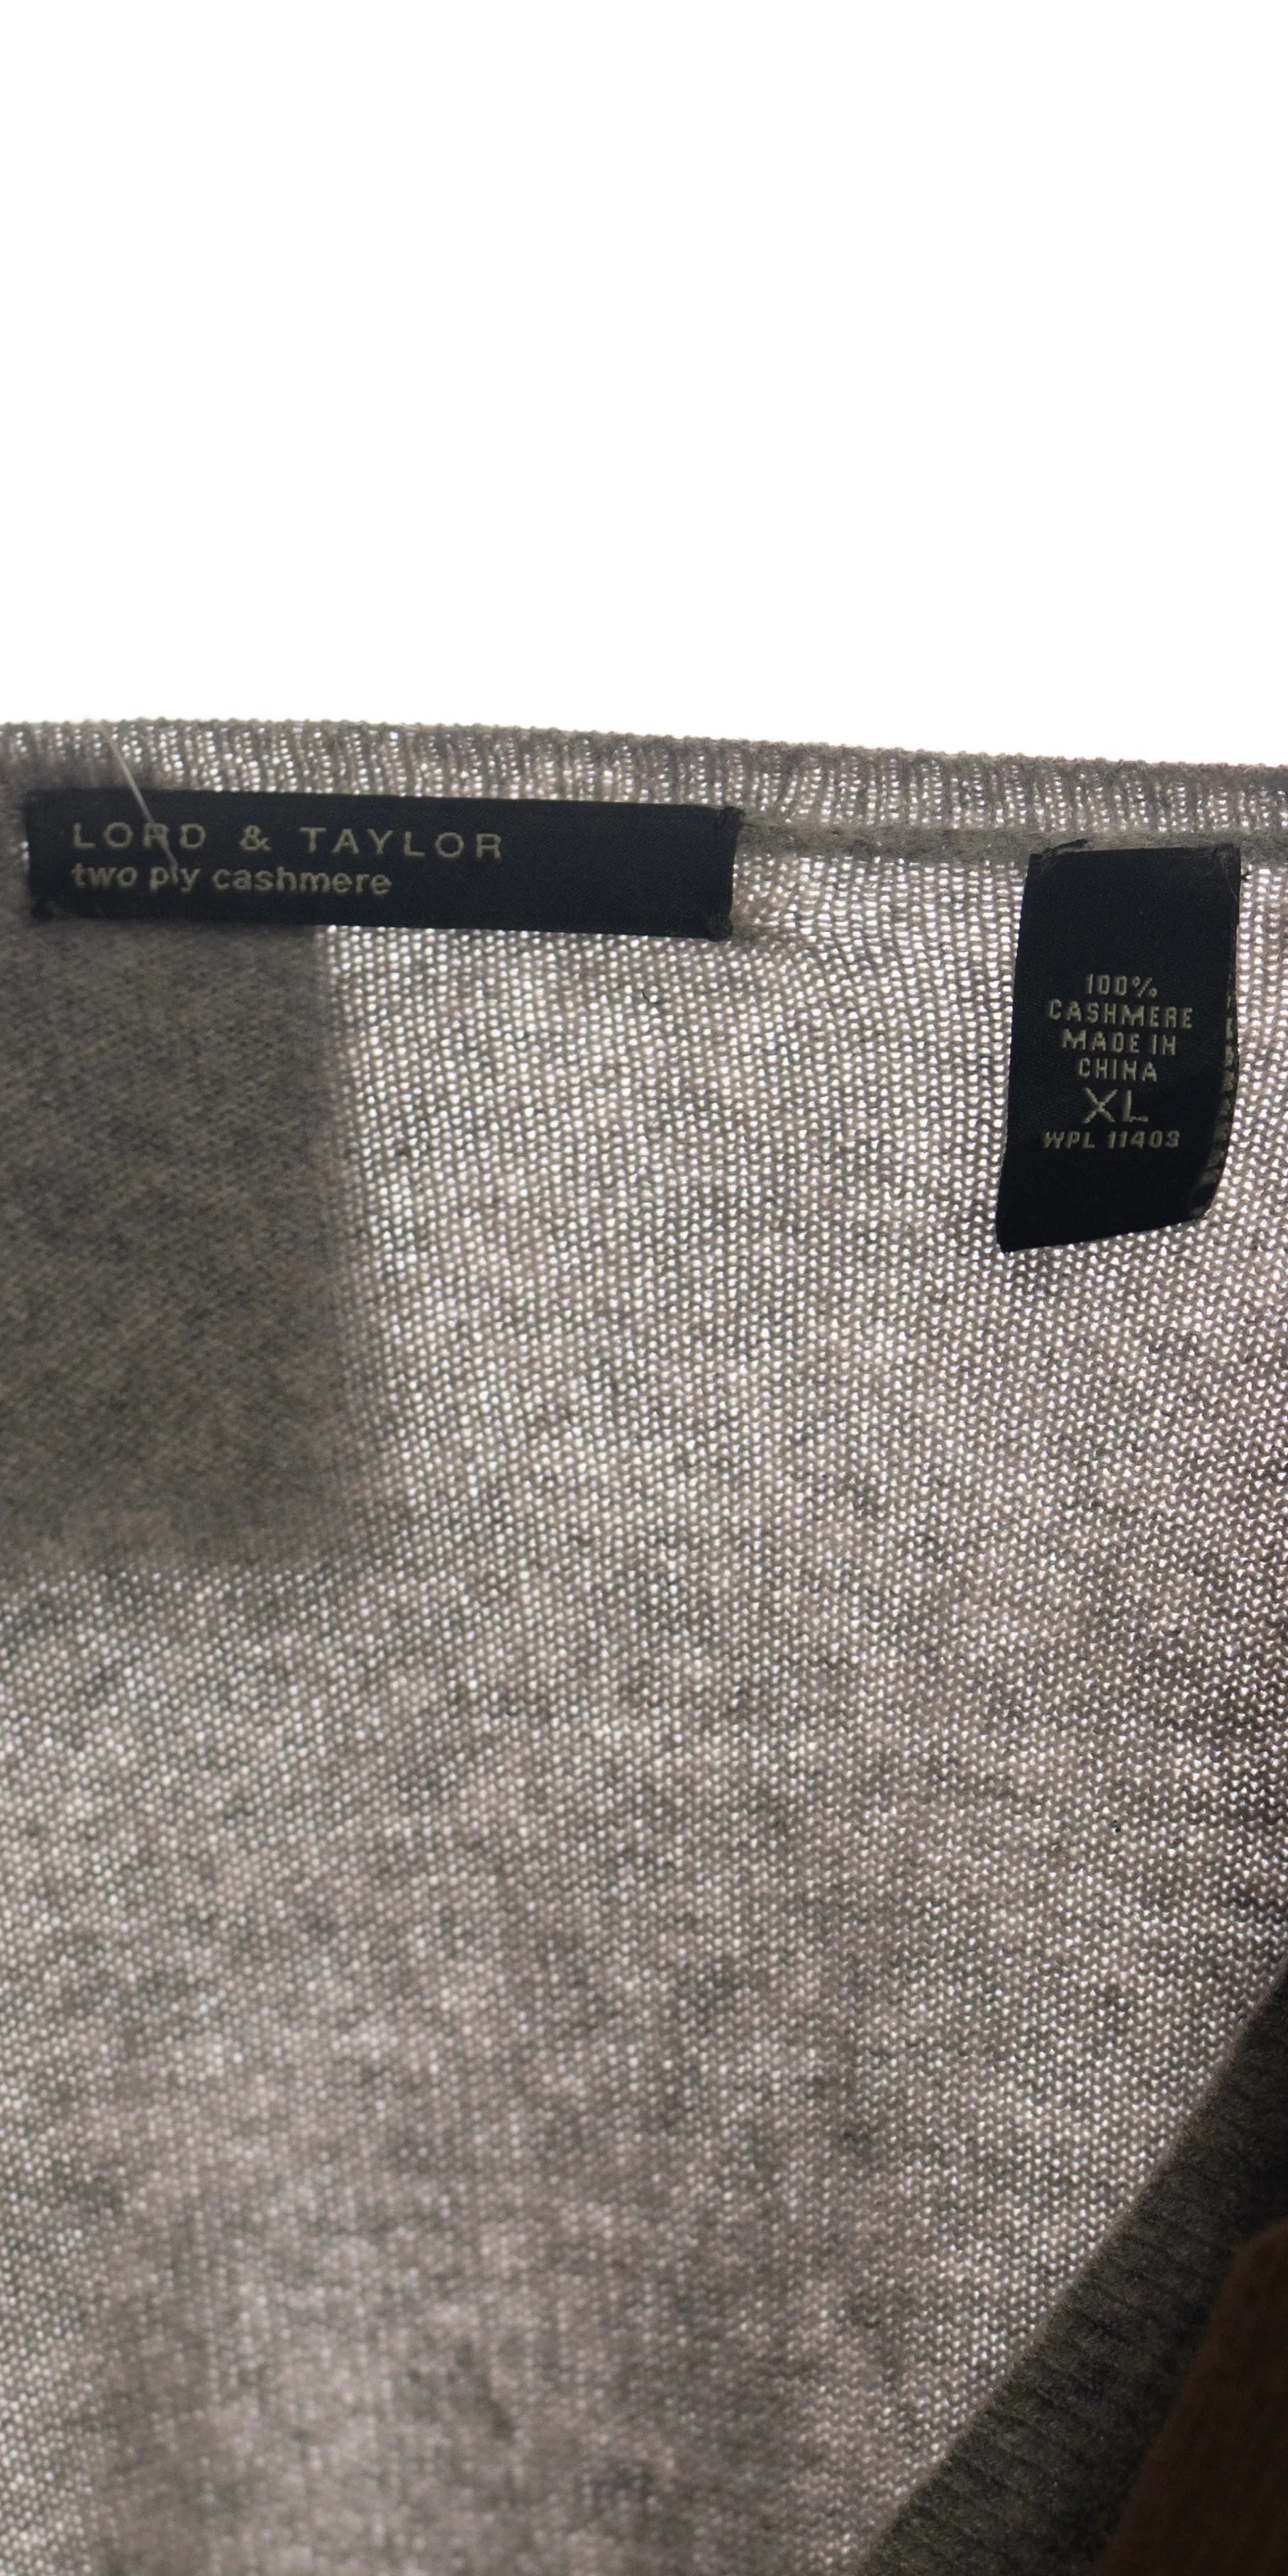 LORD & TAYLOR
two ply cashmere
100%
CASHMERE
MADE IN
CHINA
XL
WPL 11403